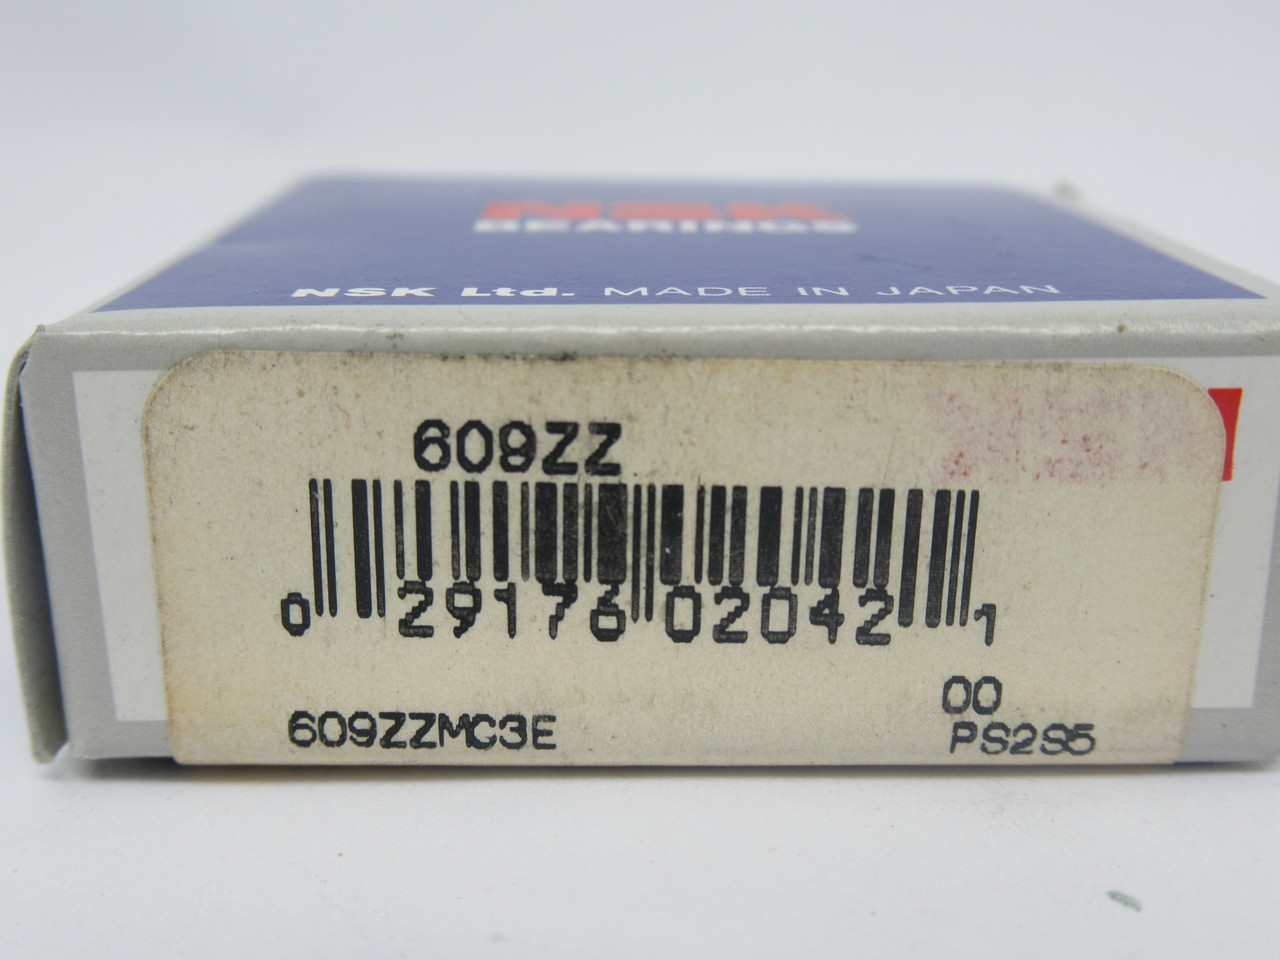 NSK
BEARINGS
NSK Ltd. MADE IN JAPAN
609ZZ
0 29176 02042 1
00
609ZZMC3E PS2S5